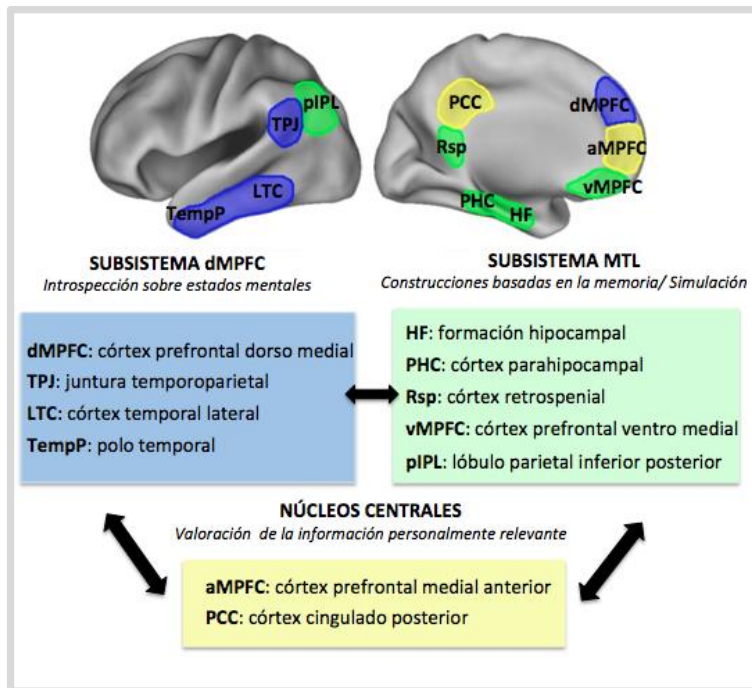 pIPL
TPJ
LTC
TempP
PCC
dMPFC
aMPFC
Rsp
vMPFC
PHC
HF
SUBSISTEMA dMPFC
Introspección sobre estados mentales
SUBSISTEMA MTL
Construcciones basadas en la memoria/ Simulación
dMPFC: córtex prefrontal dorso medial
TPJ: juntura temporoparietal
LTC: córtex temporal lateral
TempP: polo temporal
HF: formación hipocampal
PHC: córtex parahipocampal
Rsp: córtex retrospenial
vMPFC: córtex prefrontal ventro medial
pIPL: lóbulo parietal inferior posterior
NÚCLEOS CENTRALES
Valoración de la información personalmente relevante
aMPFC: córtex prefrontal medial anterior
PCC: córtex cingulado posterior